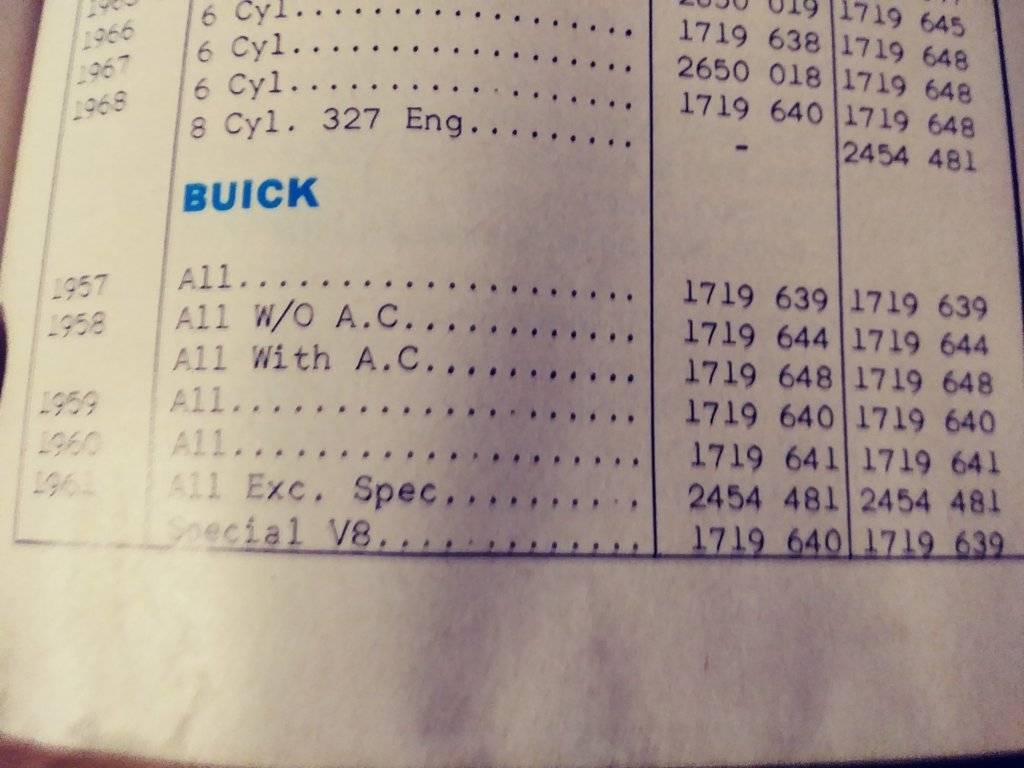 2650 019 1719 645
1966 6 Cyl.............................. 1719 638 1719 648
1967 6 Cyl.............................. 2650 018 1719 648
1968 6 Cyl.............................. 1719 640 1719 648
8 Cyl. 327 Eng......... - 2454 481
BUICK
1957 All....................... 1719 639 1719 639
1958 All W/O A.C............. 1719 644 1719 644
All With A.C........... 1719 648 1719 648
1959 All....................... 1719 640 1719 640
1960 All....................... 1719 641 1719 641
1961 All Exc. Spec.......... 2454 481 2454 481
Special V8.............. 1719 640 1719 639